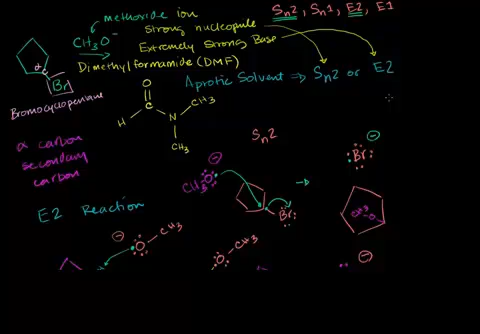 methoxide ion
Sn2, Sn1, E2, E1
CH3O-
strong nucleophile
Extremely Strong Base
Dimethylformamide (DMF)
α
C
Br
Bromocyclopentane
O
C
H
N
CH3
CH3
Aprotic Solvent ⇒ Sn2 or E2
α carbon
secondary
carbon
Sn2
CH3O
Br
Br
CH3-O
E2 Reaction
O
CH3
O
CH3